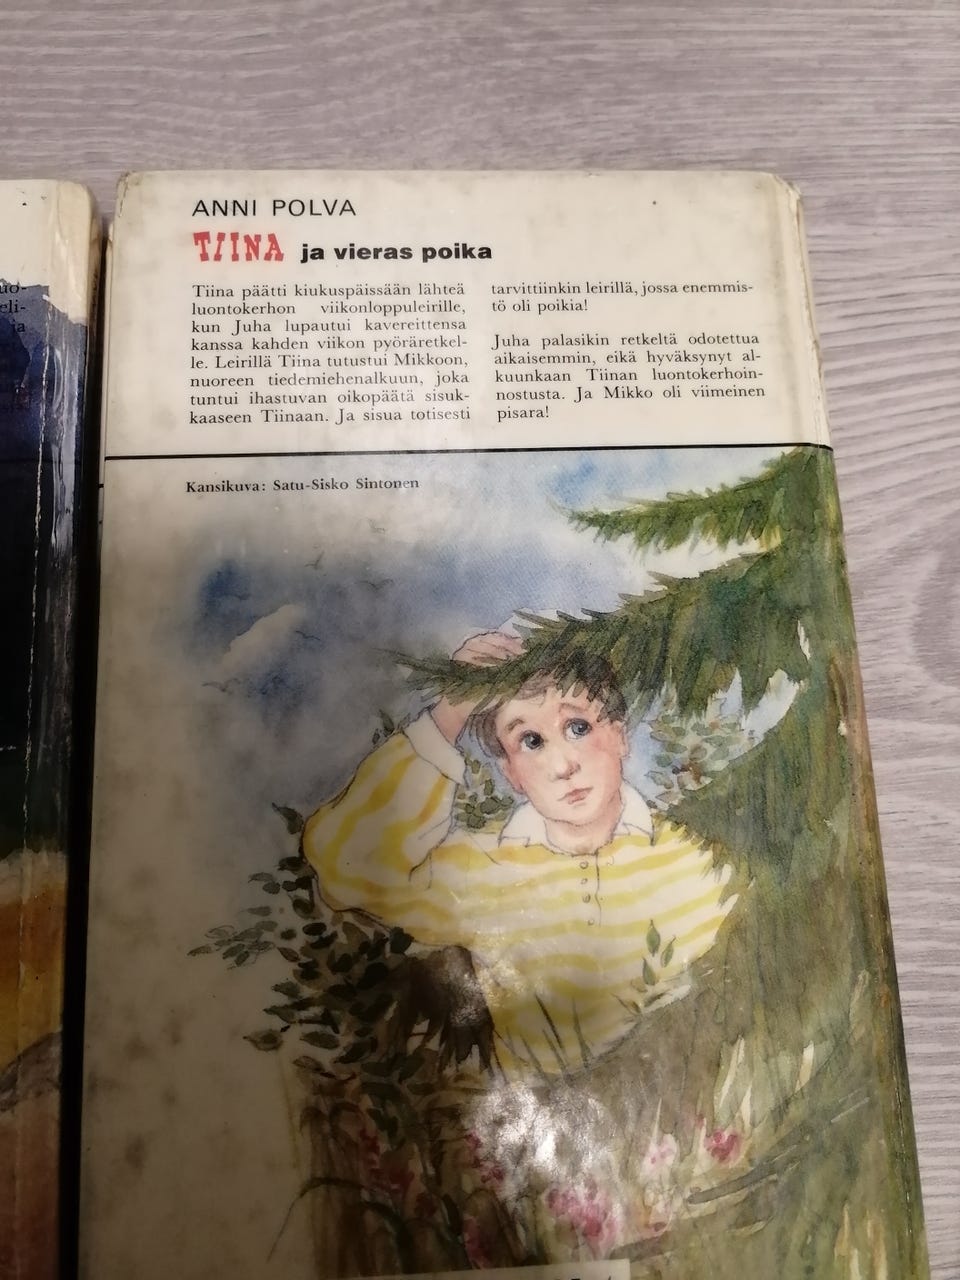 ANNI POLVA
TIINA ja vieras poika
Tiina päätti kiukuspäissään lähteä
luontokerhon viikonloppuleirille,
kun Juha lupautui kavereittensa
kanssa kahden viikon pyöräretkel-
le. Leirillä Tiina tutustui Mikkoon,
nuoreen tiedemiehenalkuun, joka
tuntui ihastuvan oikopäätä sisuk-
kaaseen Tiinaan. Ja sisua totisesti
tarvittiinkin leirillä, jossa enemmis-
tö oli poikia!
Juha palasikin retkeltä odotettua
aikaisemmin, eikä hyväksynyt al-
kuunkaan Tiinan luontokerhoin-
nostusta. Ja Mikko oli viimeinen
pisara!
Kansikuva: Satu-Sisko Sintonen
eli-
ja